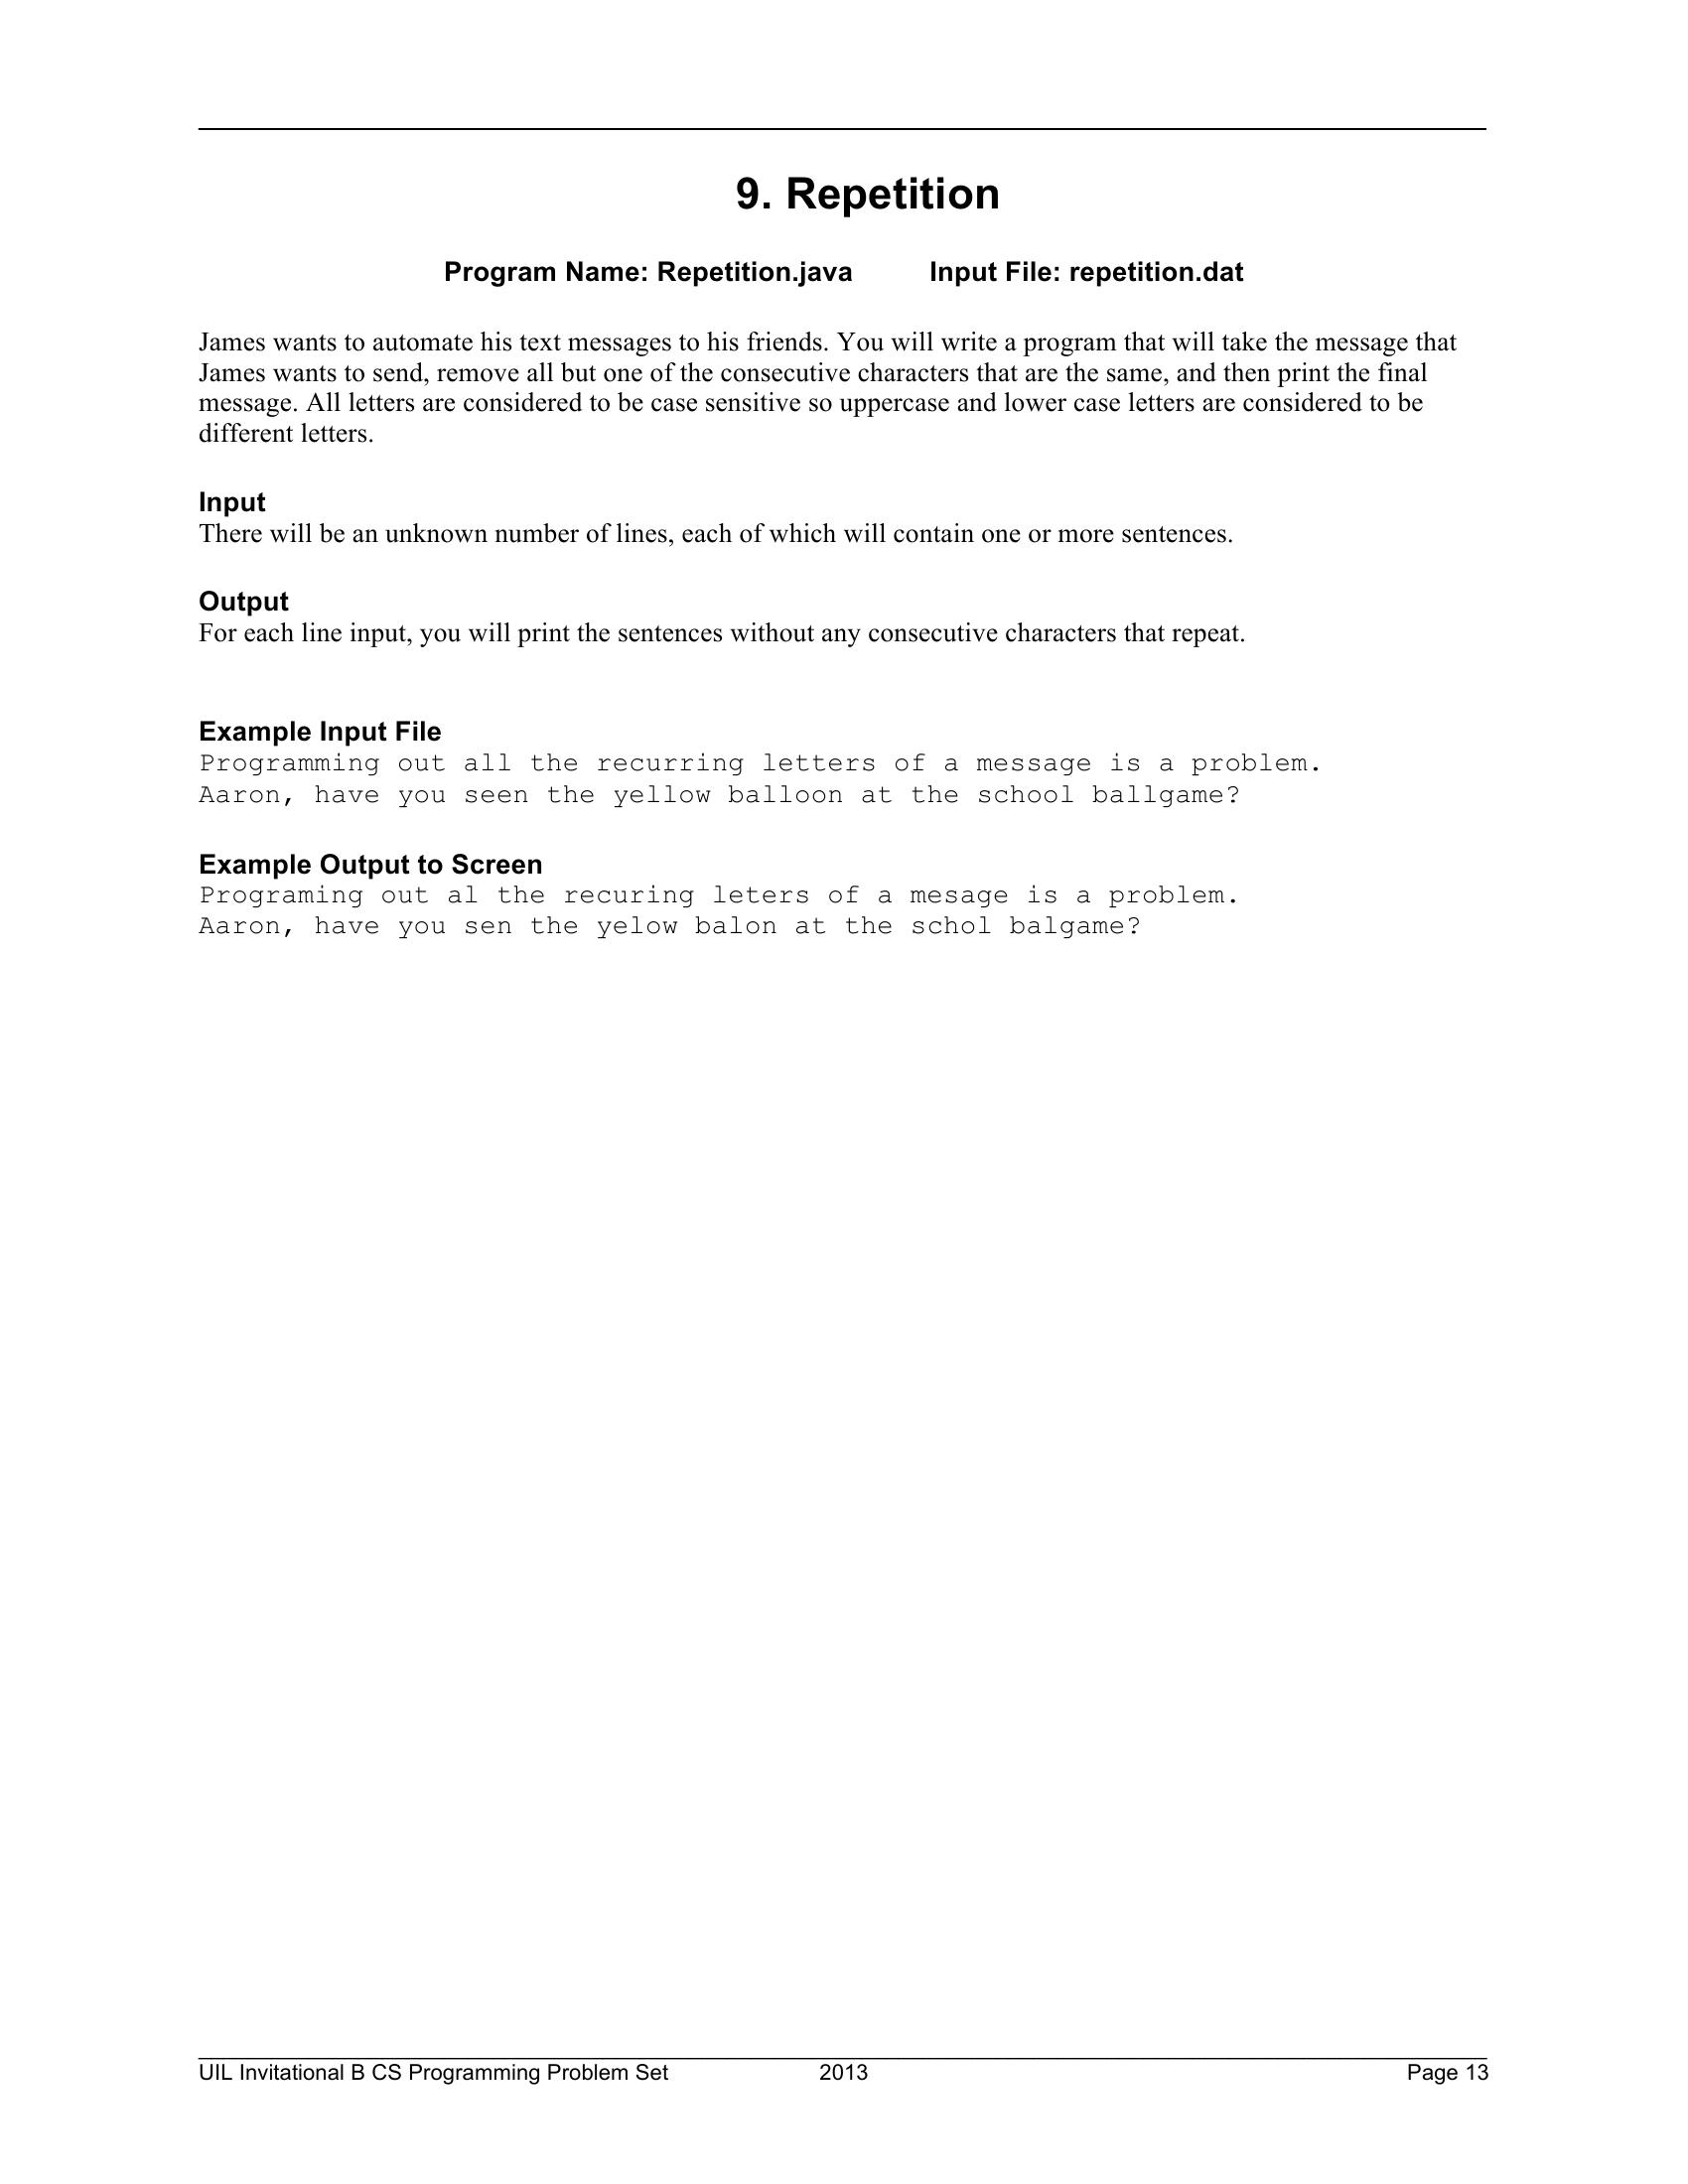 9. Repetition
Program Name: Repetition.java Input File: repetition.dat
James wants to automate his text messages to his friends. You will write a program that will take the message that
James wants to send, remove all but one of the consecutive characters that are the same, and then print the final
message. All letters are considered to be case sensitive so uppercase and lower case letters are considered to be
different letters.
Input
There will be an unknown number of lines, each of which will contain one or more sentences.
Output
For each line input, you will print the sentences without any consecutive characters that repeat.
Example Input File
Programming out all the recurring letters of a message is a problem.
Aaron, have you seen the yellow balloon at the school ballgame?
Example Output to Screen
Programing out al the recuring leters of a mesage is a problem.
Aaron, have you sen the yelow balon at the schol balgame?
UIL Invitational B CS Programming Problem Set 2013 Page 13